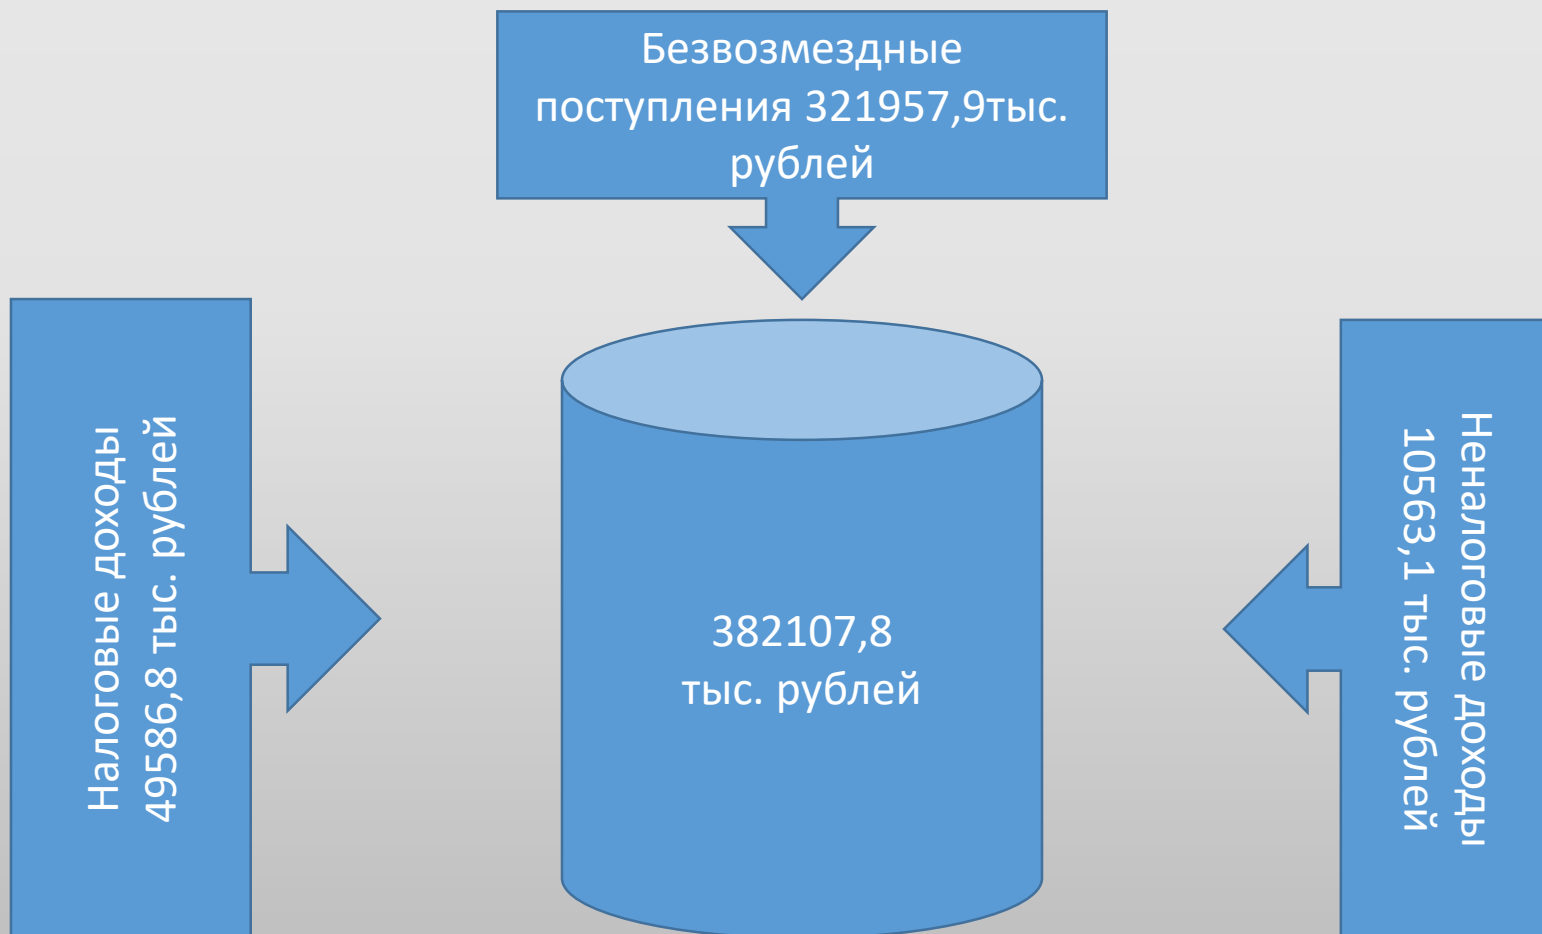 Безвозмездные
поступления 321957,9тыс.
рублей
Налоговые доходы
49586,8 тыс. рублей
382107,8
тыс. рублей
Неналоговые доходы
10563,1 тыс. рублей